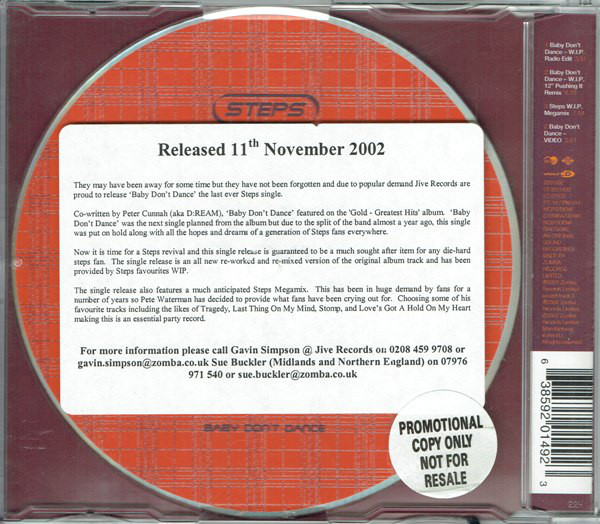 STEPS
Released 11th November 2002
They may have been away for some time but they have not been forgotten and due to popular demand Jive Records are
proud to release 'Baby Don't Dance' the last ever Steps single.
Co-written by Peter Cunnah (aka D:REAM), 'Baby Don't Dance' featured on the 'Gold - Greatest Hits' album. 'Baby
Don't Dance' was the next single planned from the album but due to the split of the band almost a year ago, this single
was put on hold along with all the hopes and dreams of a generation of Steps fans everywhere.
Now it is time for a Steps revival and this single release is guaranteed to be a much sought after item for any die-hard
steps fan. The single release is an all new re-worked and re-mixed version of the original album track and has been
provided by Steps favourites WIP.
The single release also features a much anticipated Steps Megamix. This has been in huge demand by fans for a
number of years so Pete Waterman has decided to provide what fans have been crying out for. Choosing some of his
favourite tracks including the likes of Tragedy, Last Thing On My Mind, Stomp, and Love's Got A Hold On My Heart
making this is an essential party record.
For more information please call Gavin Simpson @ Jive Records on 0208 459 9708 or
gavin.simpson@zomba.co.uk Sue Buckler (Midlands and Northern England) on 07976
971 540 or sue.buckler@zomba.co.uk
BABY DON'T DANCE
PROMOTIONAL
COPY ONLY
NOT FOR
RESALE
Baby Don't
Dance – W.I.P.
Radio Edit
Baby Don't
Dance – W.I.P.
12" Pushing It
Remix
Steps W.I.P.
Megamix
Baby Don't
Dance –
VIDEO
6 38592 01492 3